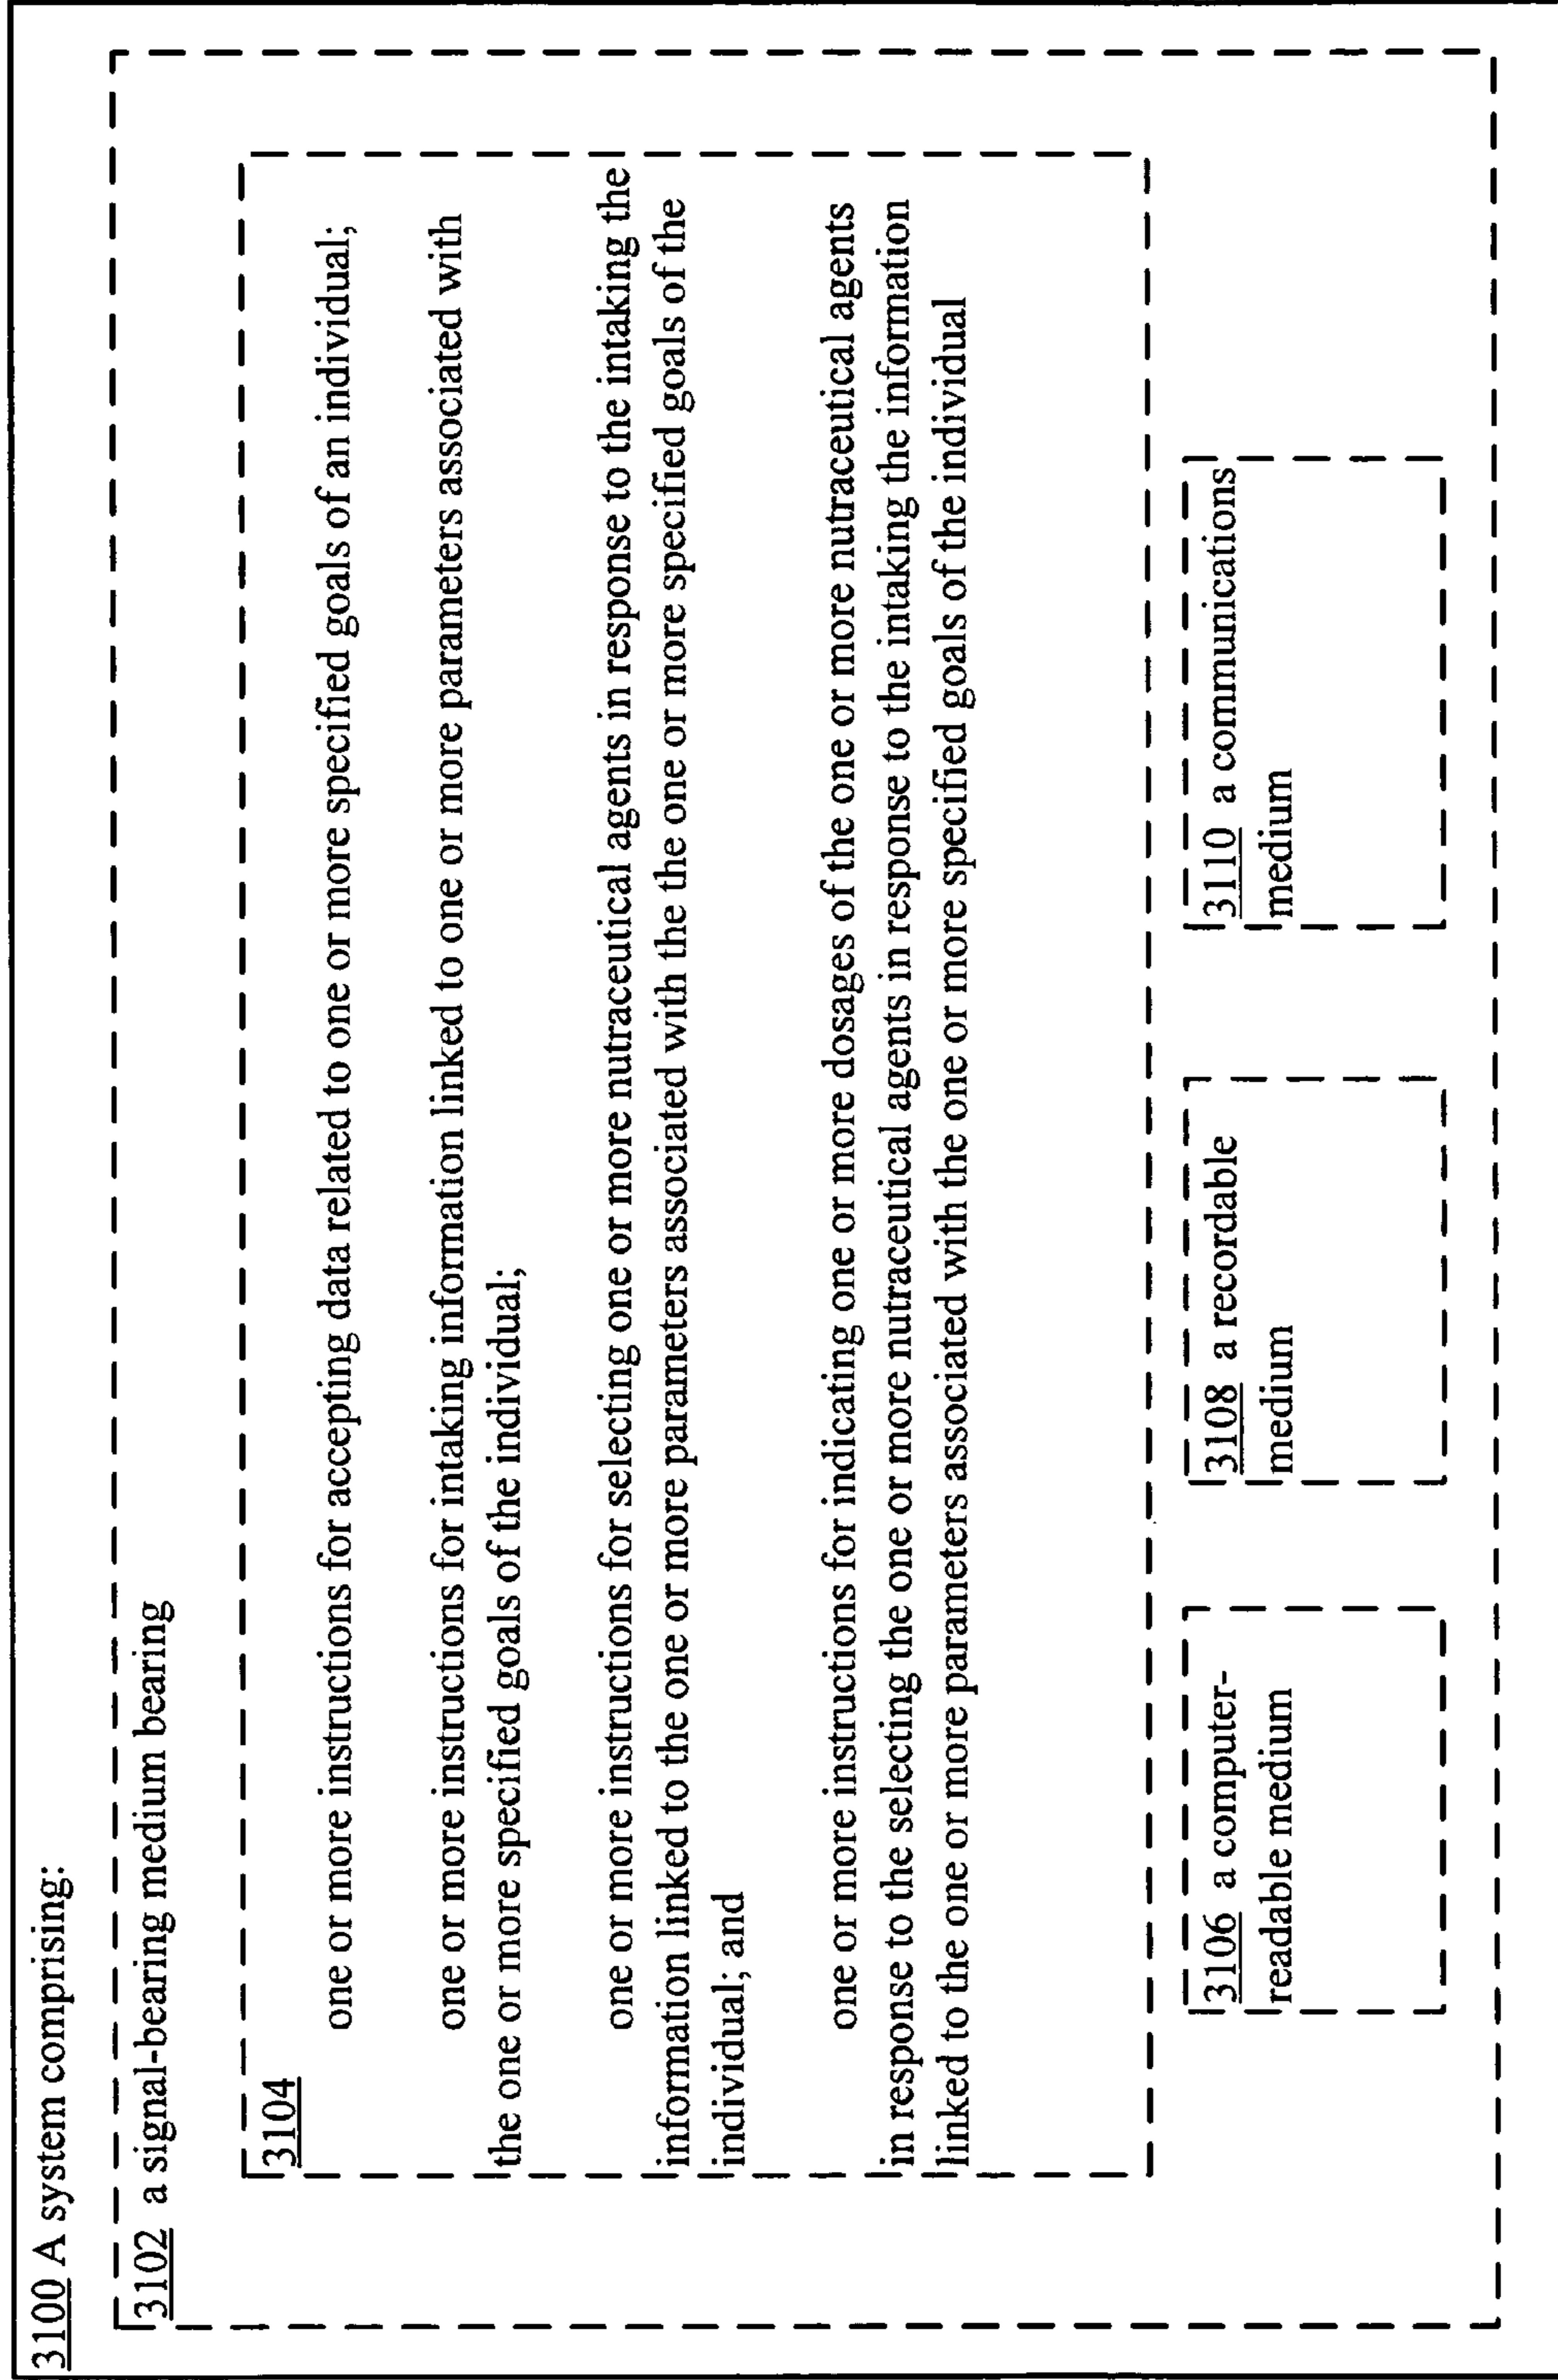 3100 A system comprising:
3102 a signal-bearing medium bearing
3104
one or more instructions for accepting data related to one or more specified goals of an individual;
one or more instructions for intaking information linked to one or more parameters associated with
the one or more specified goals of the individual;
one or more instructions for selecting one or more nutraceutical agents in response to the intaking the
information linked to the one or more parameters associated with the the one or more specified goals of the
individual; and
one or more instructions for indicating one or more dosages of the one or more nutraceutical agents
in response to the selecting the one or more nutraceutical agents in response to the intaking the information
linked to the one or more parameters associated with the one or more specified goals of the individual
3106 a computer-
readable medium
3108 a recordable
medium
3110 a communications
medium